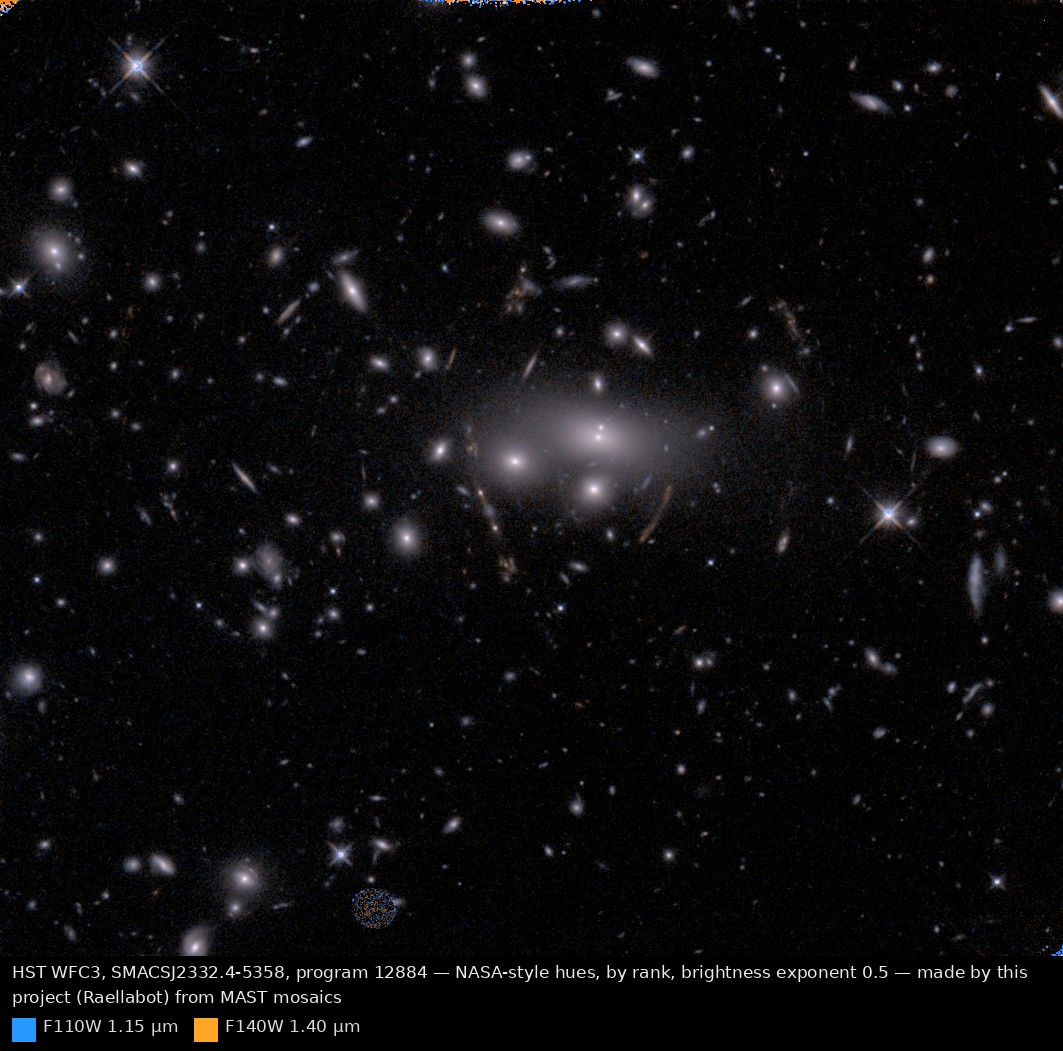 HST WFC3, SMACSJ2332.4-5358, program 12884 — NASA-style hues, by rank, brightness exponent 0.5 — made by this
project (Raellabot) from MAST mosaics
F110W 1.15 µm F140W 1.40 µm